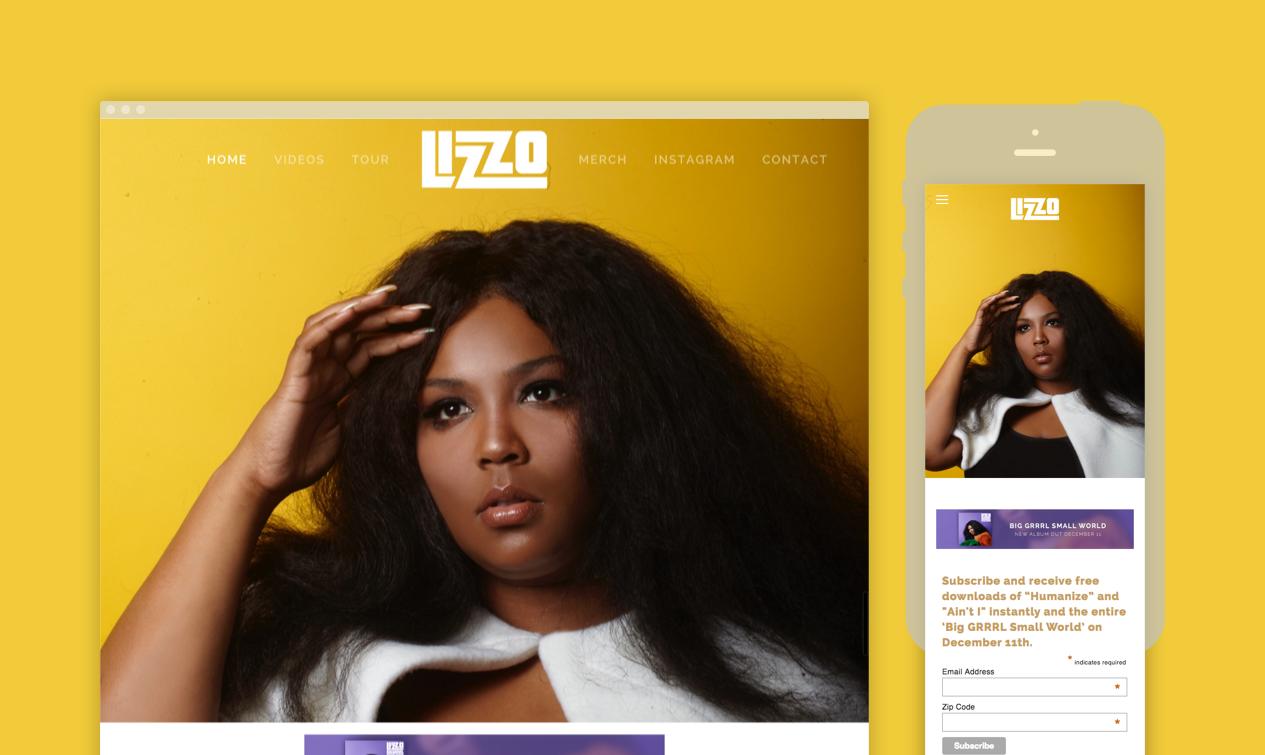 HOME VIDEOS TOUR LIZZO MERCH INSTAGRAM CONTACT
LIZZO
BIG GRRRL SMALL WORLD
NEW ALBUM OUT DECEMBER 11
Subscribe and receive free
downloads of "Humanize" and
"Ain't I" instantly and the entire
'Big GRRRL Small World' on
December 11th.
* indicates required
Email Address
*
Zip Code
*
Subscribe